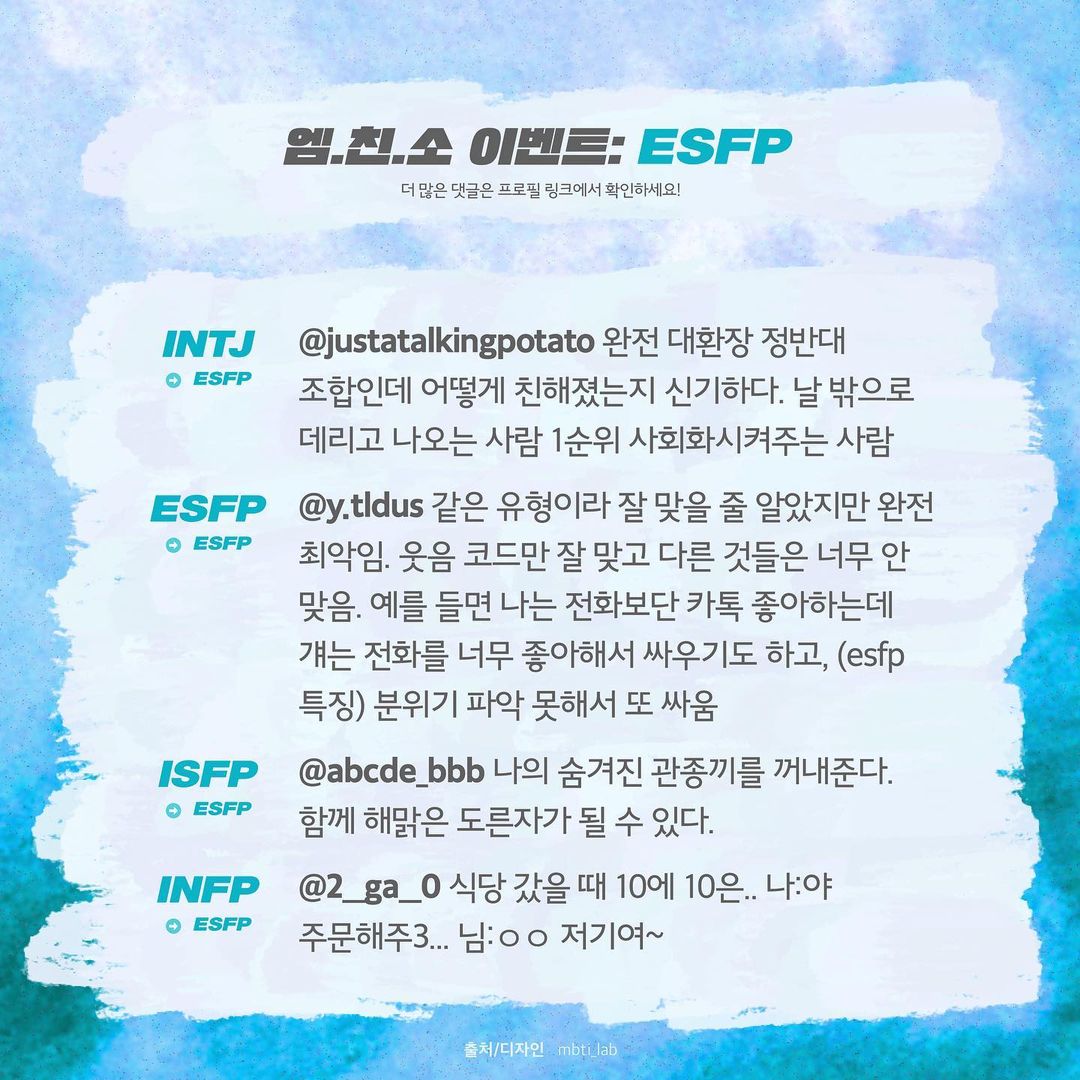 엠.친.소 이벤트: ESFP
더 많은 댓글은 프로필 링크에서 확인하세요!
INTJ
ESFP
@justatalkingpotato 완전 대환장 정반대
조합인데 어떻게 친해졌는지 신기하다. 날 밖으로
데리고 나오는 사람 1순위 사회화시켜주는 사람
ESFP
ESFP
@y.tldus 같은 유형이라 잘 맞을 줄 알았지만 완전
최악임. 웃음 코드만 잘 맞고 다른 것들은 너무 안
맞음. 예를 들면 나는 전화보단 카톡 좋아하는데
걔는 전화를 너무 좋아해서 싸우기도 하고, (esfp
특징) 분위기 파악 못해서 또 싸움
ISFP
ESFP
@abcde_bbb 나의 숨겨진 관종끼를 꺼내준다.
함께 해맑은 도른자가 될 수 있다.
INFP
ESFP
@2_ga_0 식당 갔을 때 10에 10은.. 나:야
주문해주3... 님:ㅇㅇ 저기여~
출처/디자인 mbti_lab